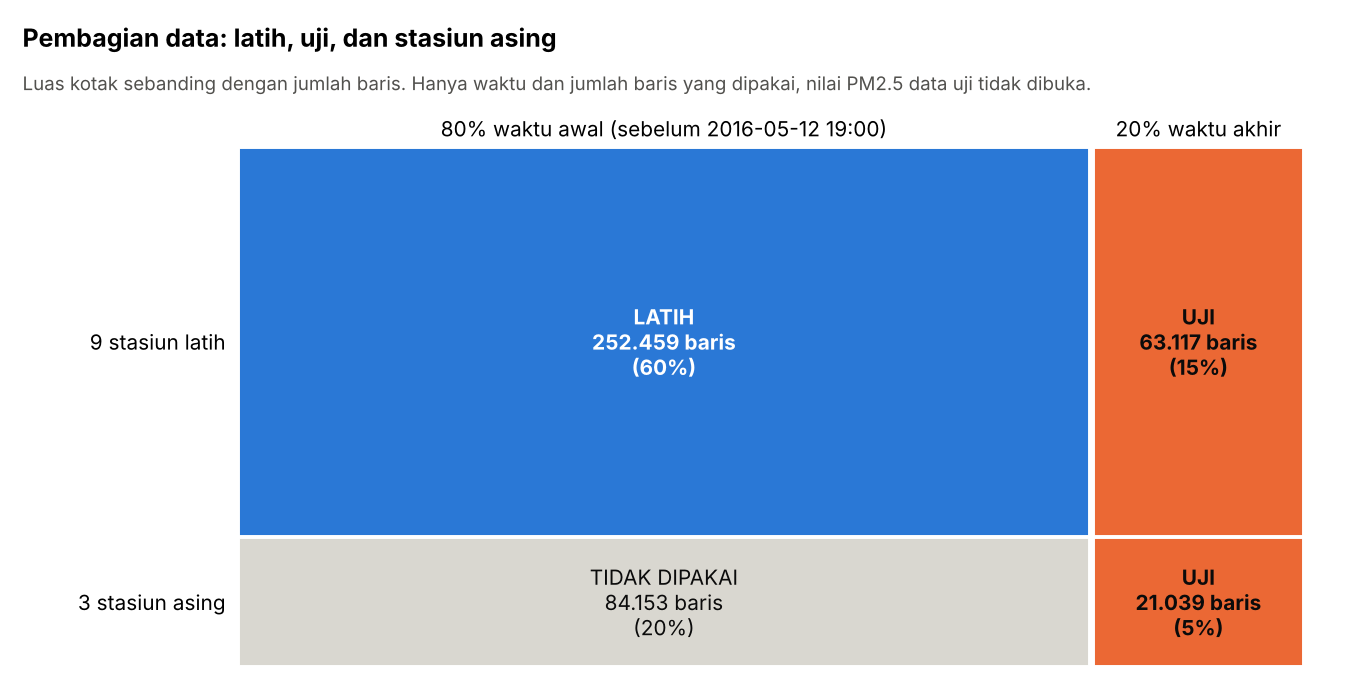 Pembagian data: latih, uji, dan stasiun asing
Luas kotak sebanding dengan jumlah baris. Hanya waktu dan jumlah baris yang dipakai, nilai PM2.5 data uji tidak dibuka.
80% waktu awal (sebelum 2016-05-12 19:00)
20% waktu akhir
9 stasiun latih
LATIH
252.459 baris
(60%)
UJI
63.117 baris
(15%)
3 stasiun asing
TIDAK DIPAKAI
84.153 baris
(20%)
UJI
21.039 baris
(5%)